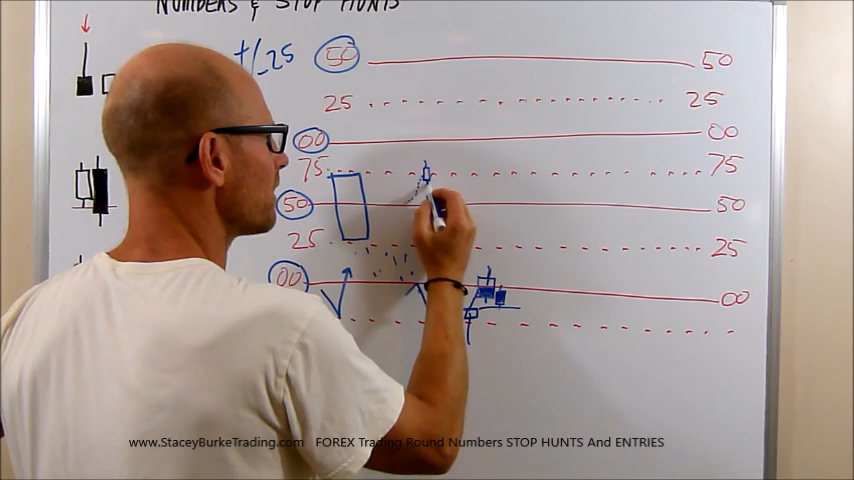 NUMBERS & STOP HUNTS
+/-25 50 50
25 25
00 00
75 75
50 50
25 25
00 00
www.StaceyBurkeTrading.com FOREX Trading Round Numbers STOP HUNTS And ENTRIES